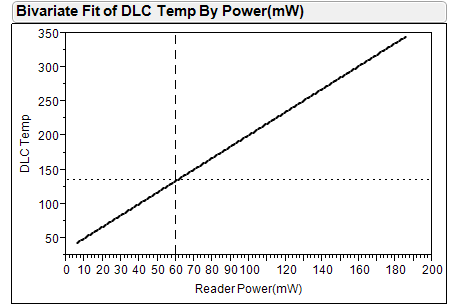 Bivariate Fit of DLC Temp By Power(mW)
350
300
250
200
150
100
50
DLC Temp
0 10 20 30 40 50 60 70 80 90 100 120 140 160 180 200
Reader Power(mW)